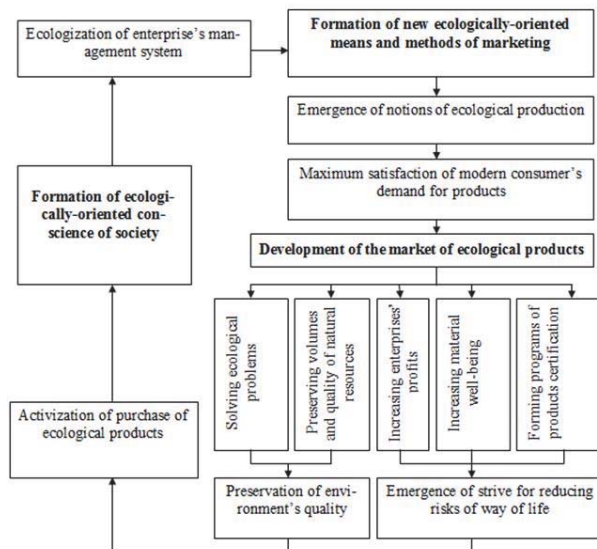 Ecologization of enterprise's man-
agement system
Formation of new ecologically-oriented
means and methods of marketing
Emergence of notions of ecological production
Maximum satisfaction of modern consumer's
demand for products
Formation of ecologi-
cally-oriented con-
science of society
Development of the market of ecological products
Solving ecological
problems
Preserving volumes
and quality of natural
resources
Increasing enterprises'
profits
Increasing material
well-being
Forming programs of
products certification
Activization of purchase of
ecological products
Preservation of envi-
ronment's quality
Emergence of strive for reducing
risks of way of life